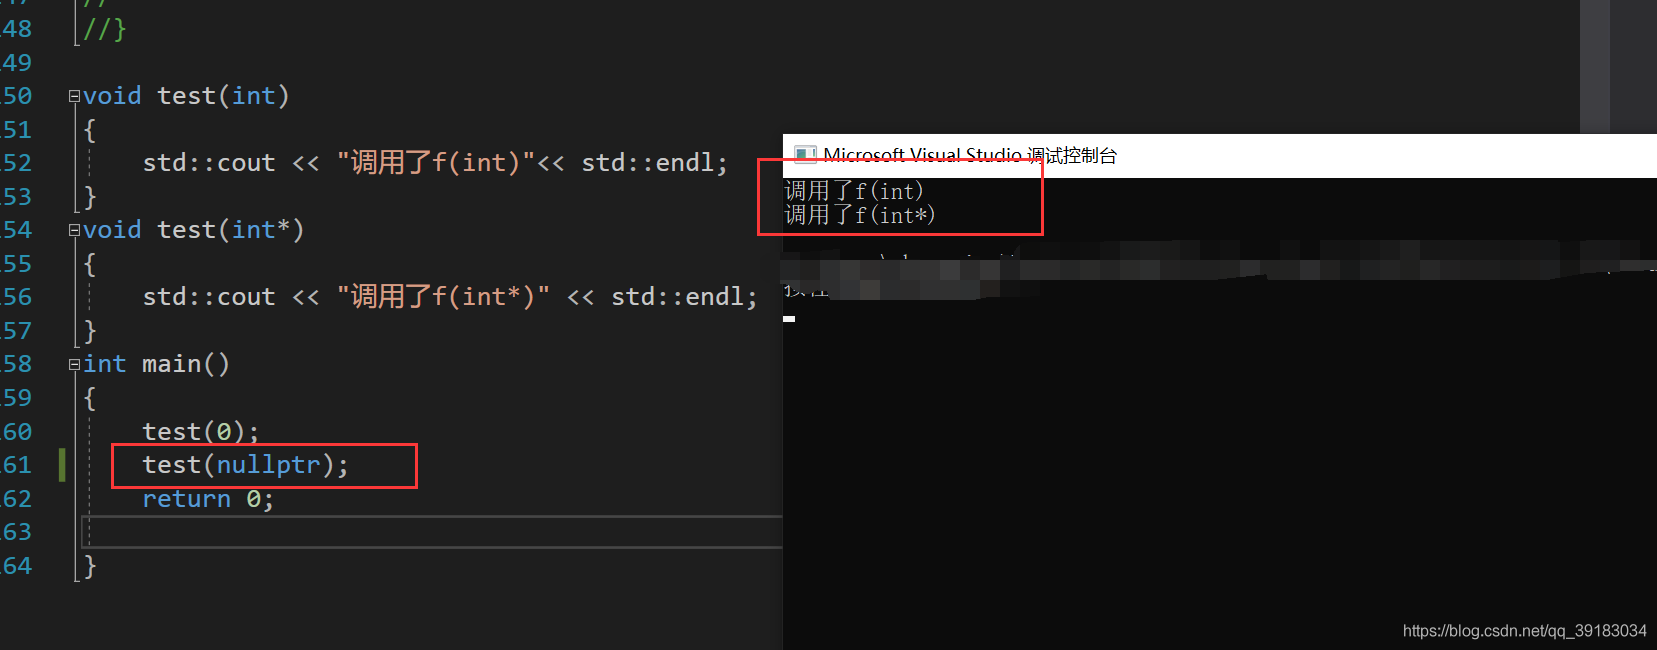 //
48 //}
49
50 void test(int)
51 {
52 std::cout << "调用了f(int)"<< std::endl;
53 }
54 void test(int*)
55 {
56 std::cout << "调用了f(int*)" << std::endl;
57 }
58 int main()
59 {
60 test(0);
61 test(nullptr);
62 return 0;
63
64 }
Microsoft Visual Studio 调试控制台
调用了f(int)
调用了f(int*)
https://blog.csdn.net/qq_39183034